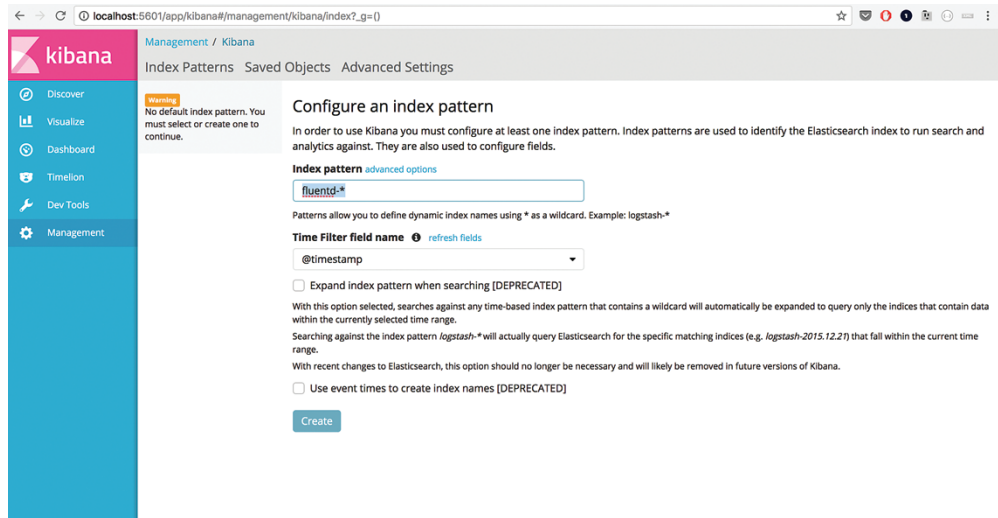 localhost:5601/app/kibana#/management/kibana/index?_g=()
kibana
Discover
Visualize
Dashboard
Timelion
Dev Tools
Management
Management / Kibana
Index Patterns Saved Objects Advanced Settings
Warning
No default index pattern. You
must select or create one to
continue.
Configure an index pattern
In order to use Kibana you must configure at least one index pattern. Index patterns are used to identify the Elasticsearch index to run search and
analytics against. They are also used to configure fields.
Index pattern advanced options
fluentd-*
Patterns allow you to define dynamic index names using * as a wildcard. Example: logstash-*
Time Filter field name refresh fields
@timestamp
Expand index pattern when searching [DEPRECATED]
With this option selected, searches against any time-based index pattern that contains a wildcard will automatically be expanded to query only the indices that contain data
within the currently selected time range.
Searching against the index pattern logstash-* will actually query Elasticsearch for the specific matching indices (e.g. logstash-2015.12.21) that fall within the current time
range.
With recent changes to Elasticsearch, this option should no longer be necessary and will likely be removed in future versions of Kibana.
Use event times to create index names [DEPRECATED]
Create